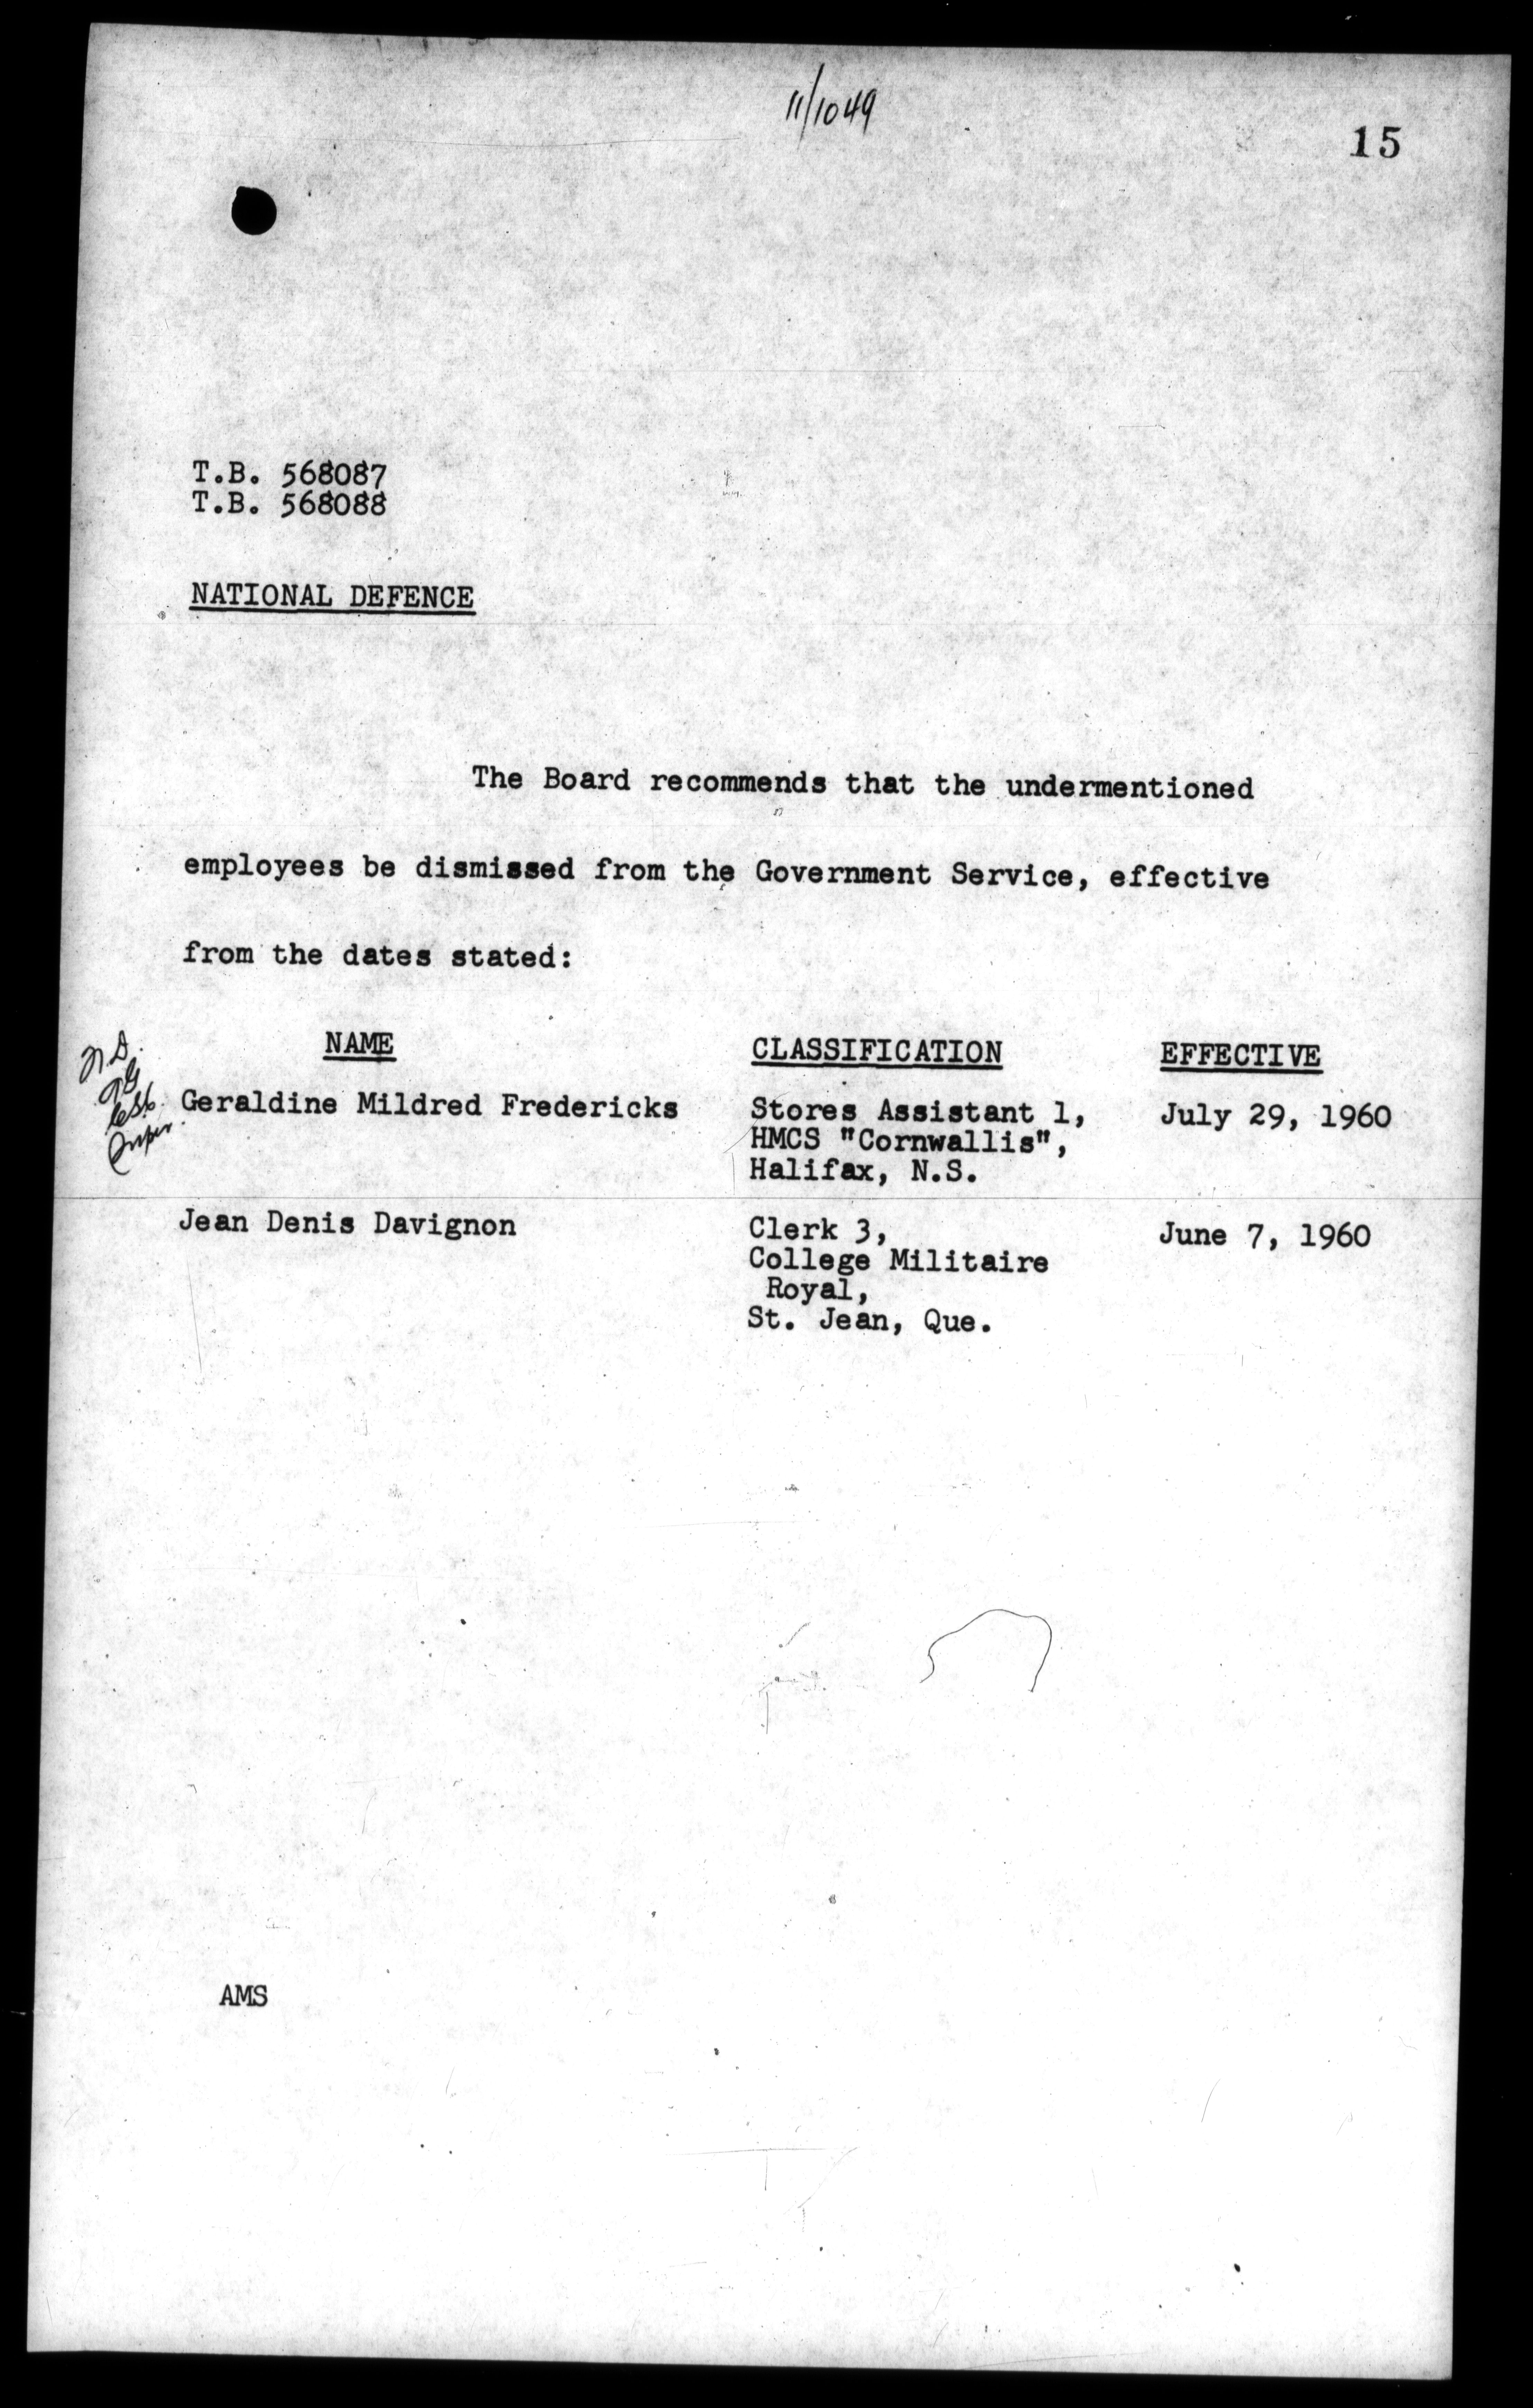 11/1049
15
T.B. 568087
T.B. 568088
NATIONAL DEFENCE
The Board recommends that the undermentioned
employees be dismissed from the Government Service, effective
from the dates stated:
NAME CLASSIFICATION EFFECTIVE
Geraldine Mildred Fredericks Stores Assistant 1, July 29, 1960
HMCS "Cornwallis",
Halifax, N.S.
Jean Denis Davignon Clerk 3, June 7, 1960
College Militaire
Royal,
St. Jean, Que.
AMS